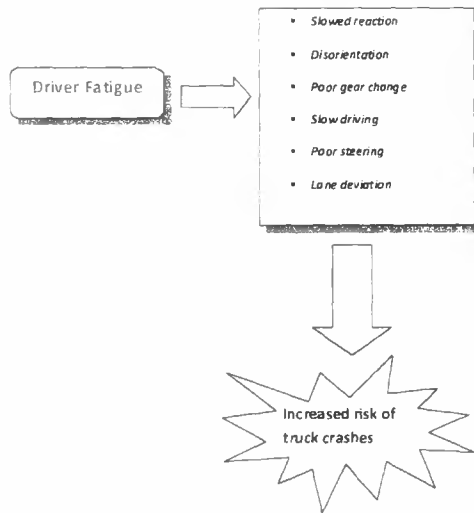 Slowed reaction
Disorientation
Driver Fatigue
Poor gear change
Slow driving
Poor steering
Lane deviation
Increased risk of
truck crashes